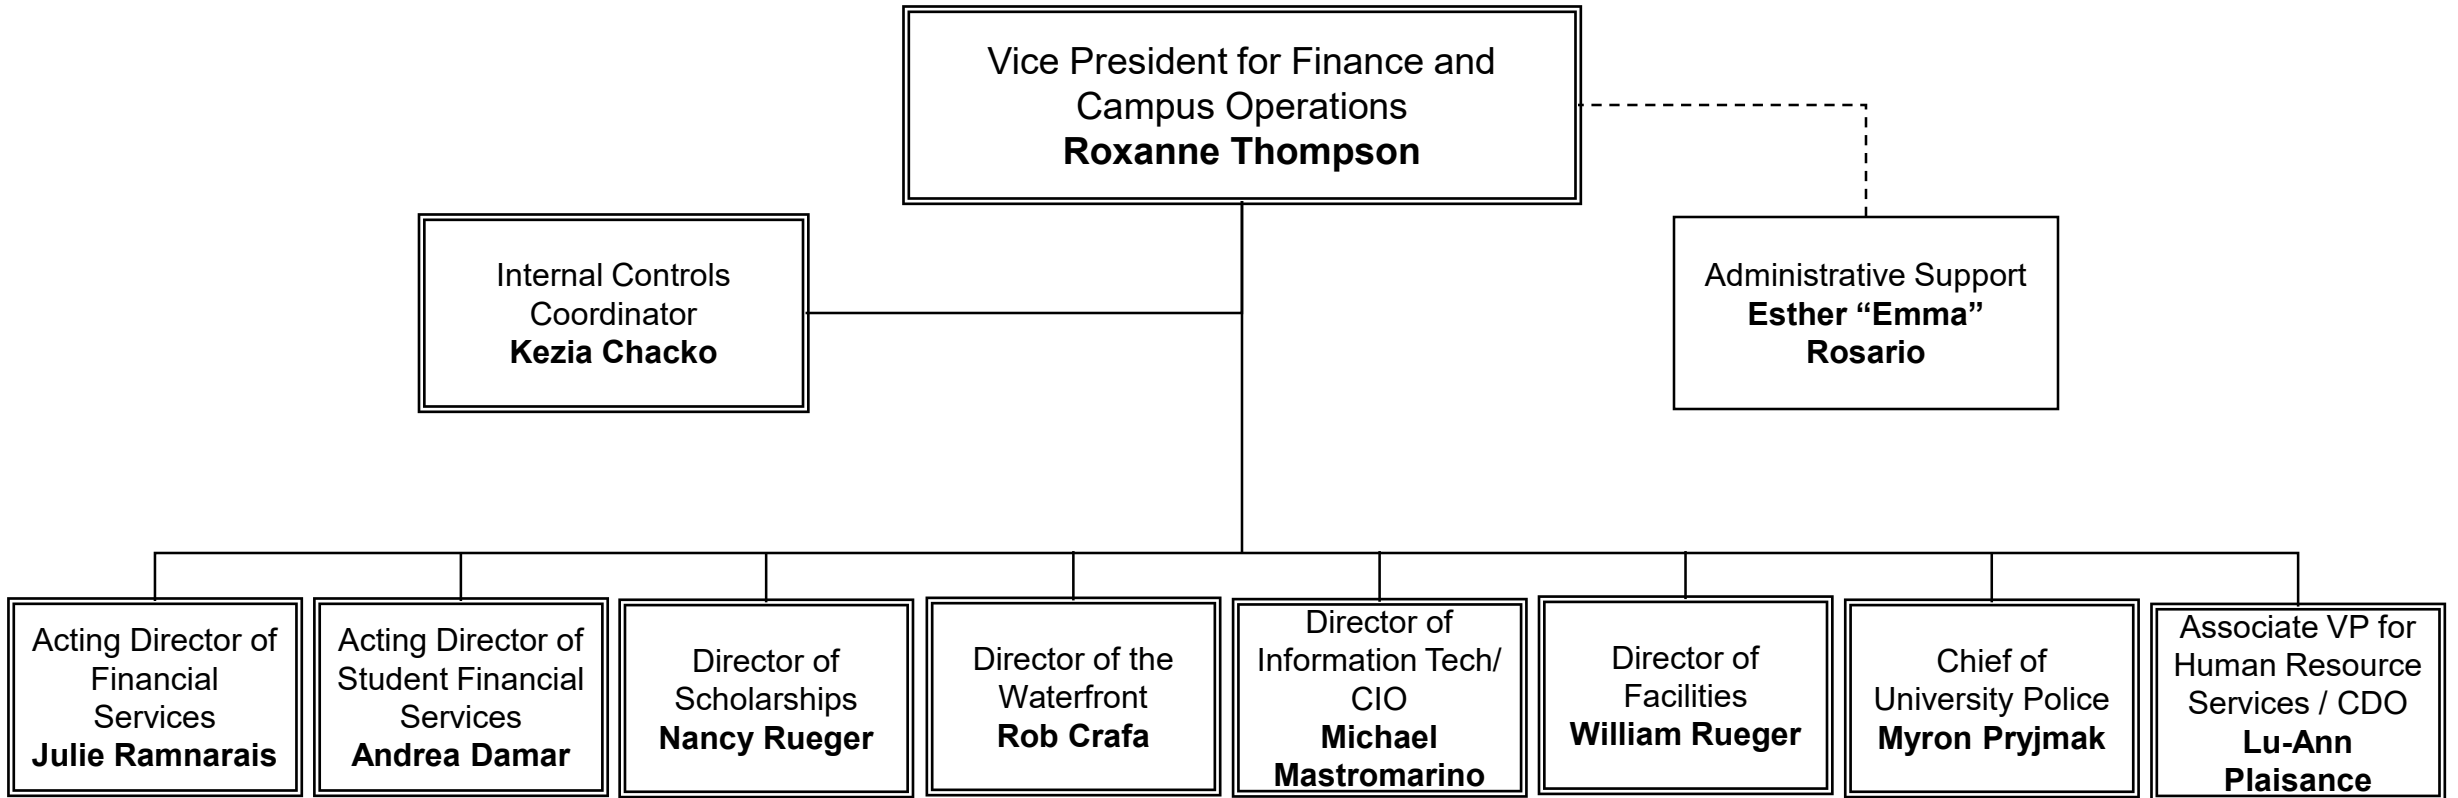 Vice President for Finance and
Campus Operations
Roxanne Thompson
Internal Controls
Coordinator
Kezia Chacko
Administrative Support
Esther “Emma”
Rosario
Acting Director of
Financial
Services
Julie Ramnarais
Acting Director of
Student Financial
Services
Andrea Damar
Director of
Scholarships
Nancy Rueger
Director of the
Waterfront
Rob Crafa
Director of
Information Tech/
CIO
Michael
Mastromarino
Director of
Facilities
William Rueger
Chief of
University Police
Myron Pryjmak
Associate VP for
Human Resource
Services / CDO
Lu-Ann
Plaisance